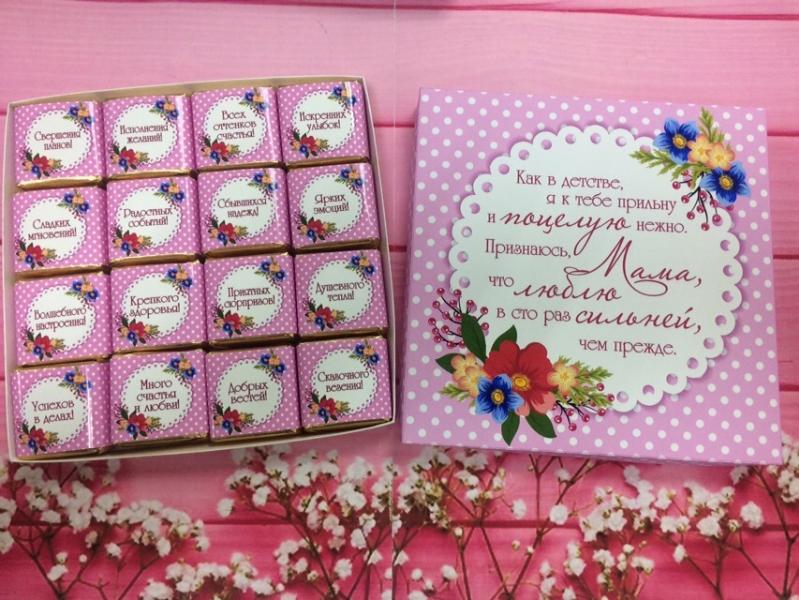 Свершения
планов!
Исполнения
желаний!
Всех
оттенков
счастья!
Искренних
улыбок!
Сладких
мгновений!
Радостных
событий!
Сбывшихся
надежд!
Ярких
эмоций!
Волшебного
настроения!
Крепкого
здоровья!
Приятных
сюрпризов!
Душевного
тепла!
Успехов
в делах!
Много
счастья
и любви!
Добрых
вестей!
Сказочного
везения!
Как в детстве,
я к тебе прильну
и поцелую нежно.
Признаюсь, Мама,
что люблю
в сто раз сильней,
чем прежде.